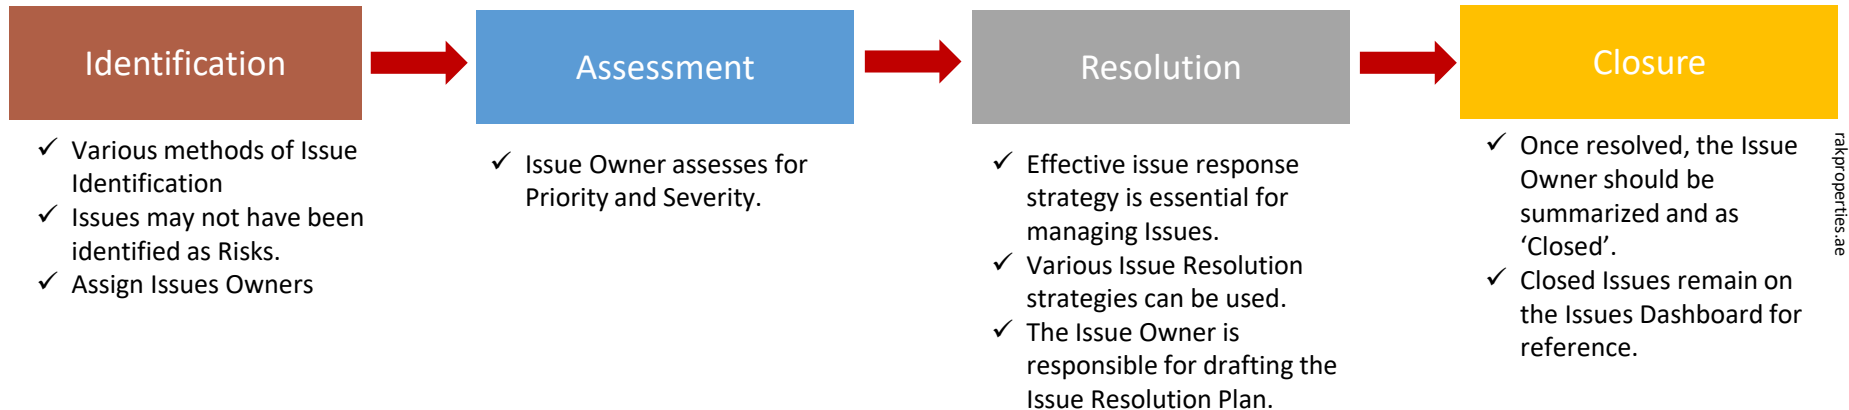 Identification
Various methods of Issue
Identification
Issues may not have been
identified as Risks.
Assign Issues Owners
Assessment
Issue Owner assesses for
Priority and Severity.
Resolution
Effective issue response
strategy is essential for
managing Issues.
Various Issue Resolution
strategies can be used.
The Issue Owner is
responsible for drafting the
Issue Resolution Plan.
Closure
Once resolved, the Issue
Owner should be
summarized and as
‘Closed’.
Closed Issues remain on
the Issues Dashboard for
reference.
rakproperties.ae